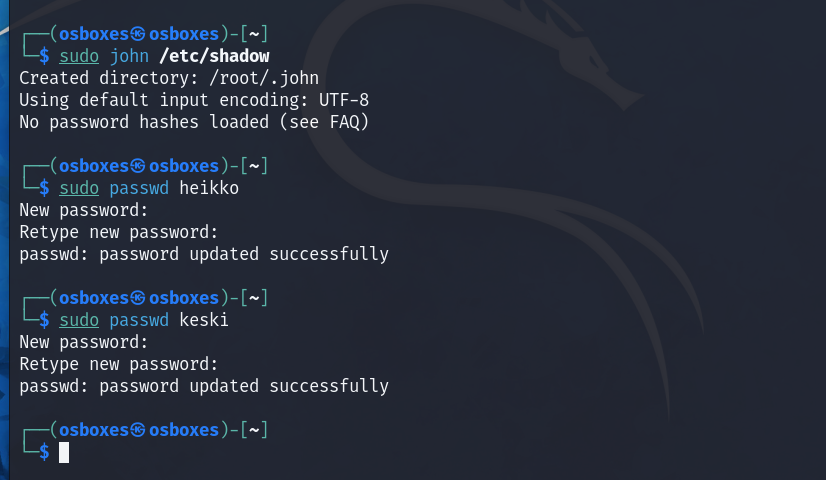 ┌──(osboxes㉿osboxes)-[~]
└─$ sudo john /etc/shadow
Created directory: /root/.john
Using default input encoding: UTF-8
No password hashes loaded (see FAQ)
┌──(osboxes㉿osboxes)-[~]
└─$ sudo passwd heikko
New password:
Retype new password:
passwd: password updated successfully
┌──(osboxes㉿osboxes)-[~]
└─$ sudo passwd keski
New password:
Retype new password:
passwd: password updated successfully
┌──(osboxes㉿osboxes)-[~]
└─$